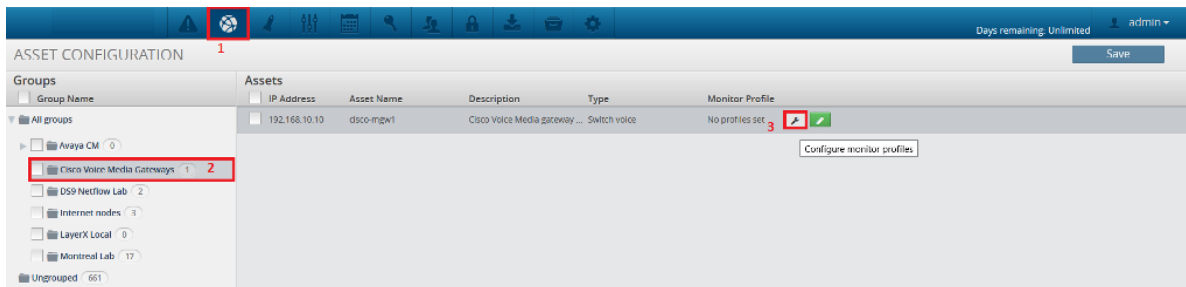 Days remaining: Unlimited
admin
1
ASSET CONFIGURATION
Save
Groups
Assets
Group Name
IP Address Asset Name Description Type Monitor Profile
All groups
192.168.10.10 cisco-mgw1 Cisco Voice Media gateway ... Switch voice No profiles set
3
Avaya CM 0
Configure monitor profiles
Cisco Voice Media Gateways 1
2
DS9 Netflow Lab 2
Internet nodes 3
LayerX Local 0
Montreal Lab 17
Ungrouped 661